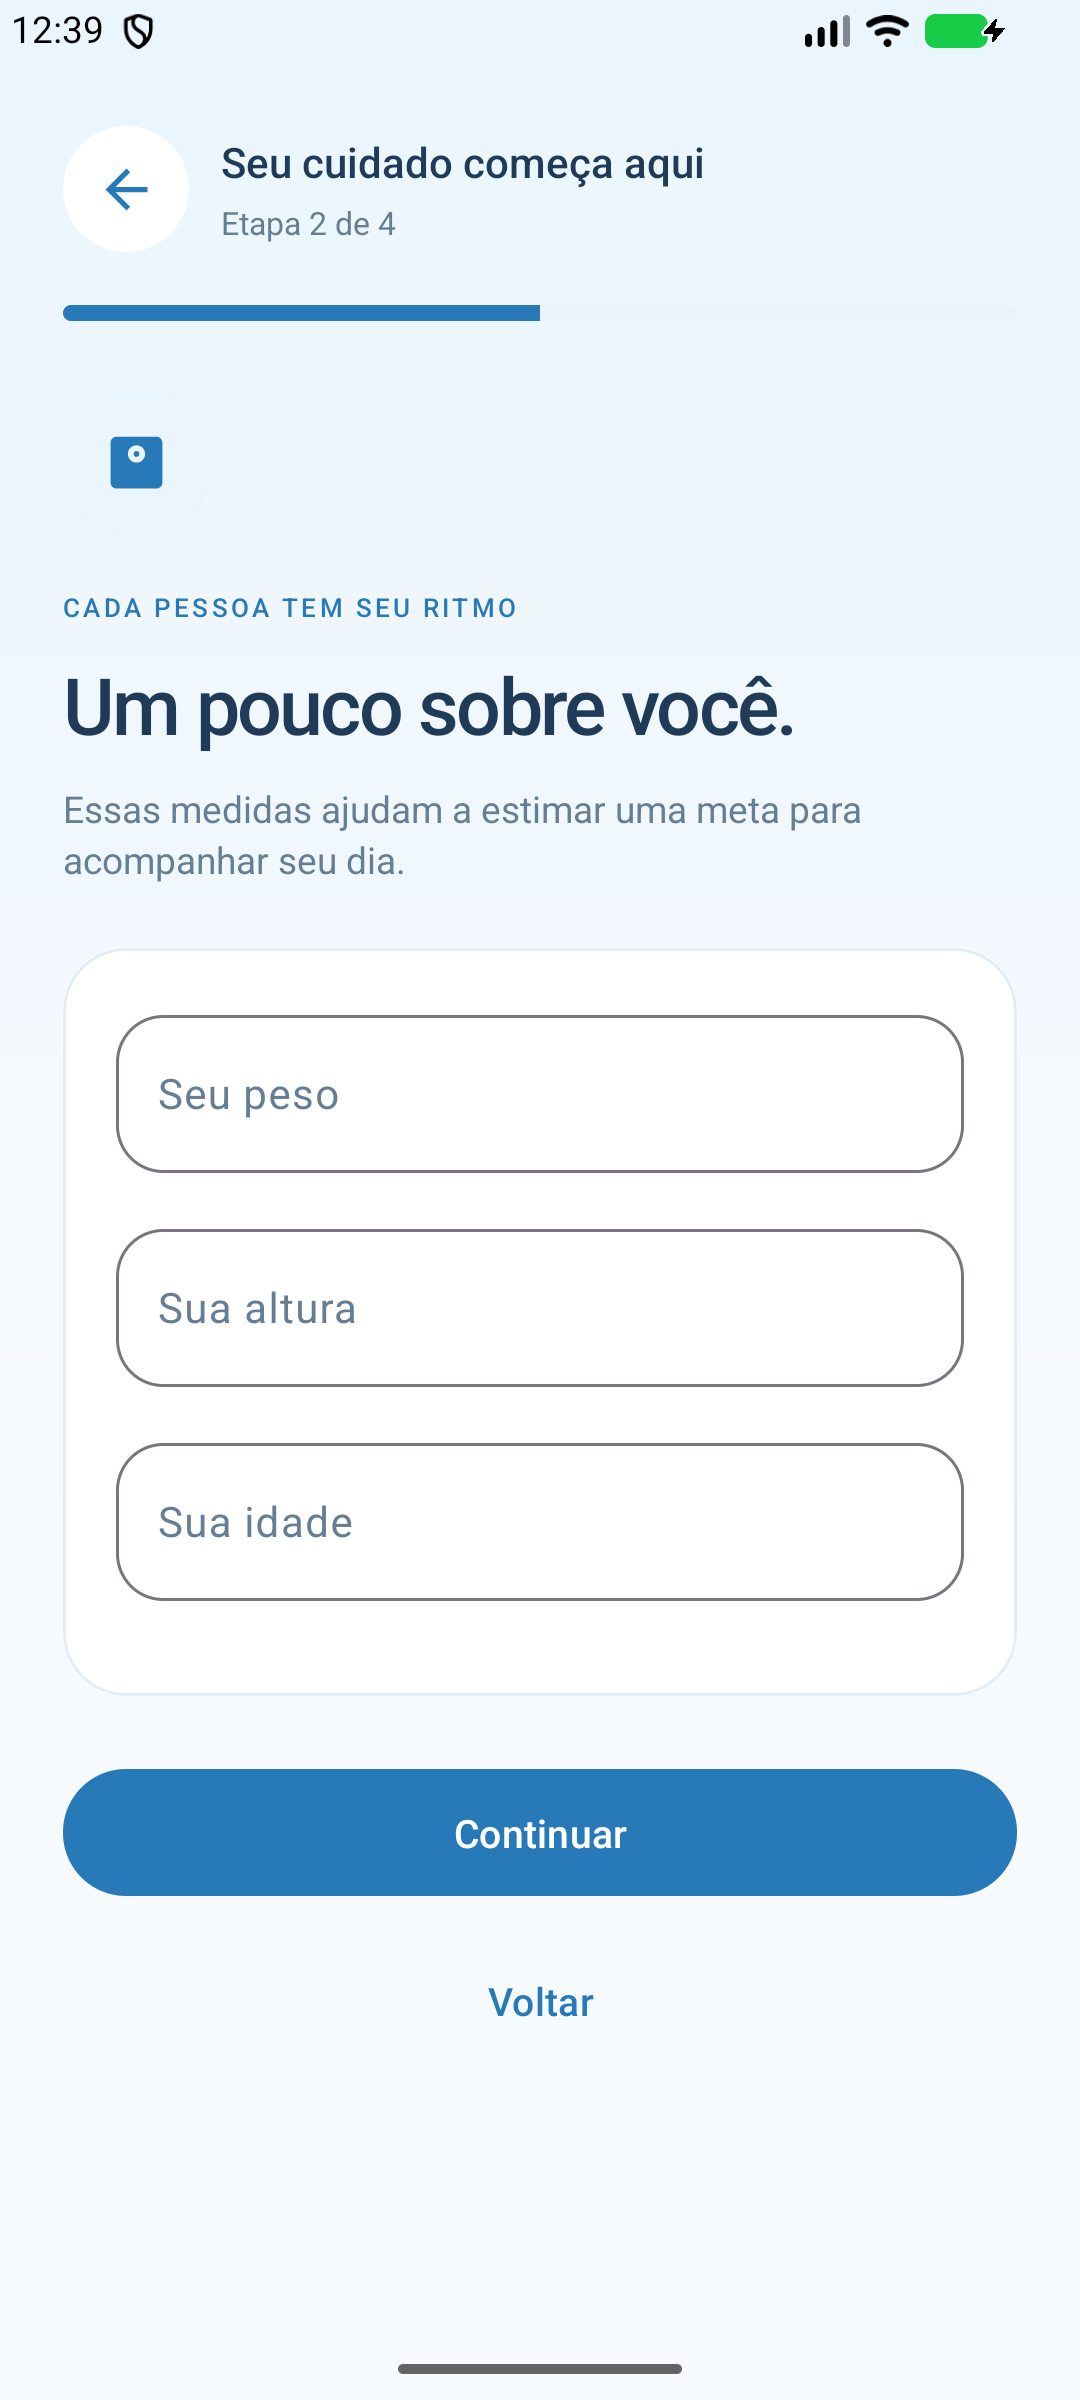 12:39
Seu cuidado começa aqui
Etapa 2 de 4
CADA PESSOA TEM SEU RITMO
Um pouco sobre você.
Essas medidas ajudam a estimar uma meta para
acompanhar seu dia.
Seu peso
Sua altura
Sua idade
Continuar
Voltar